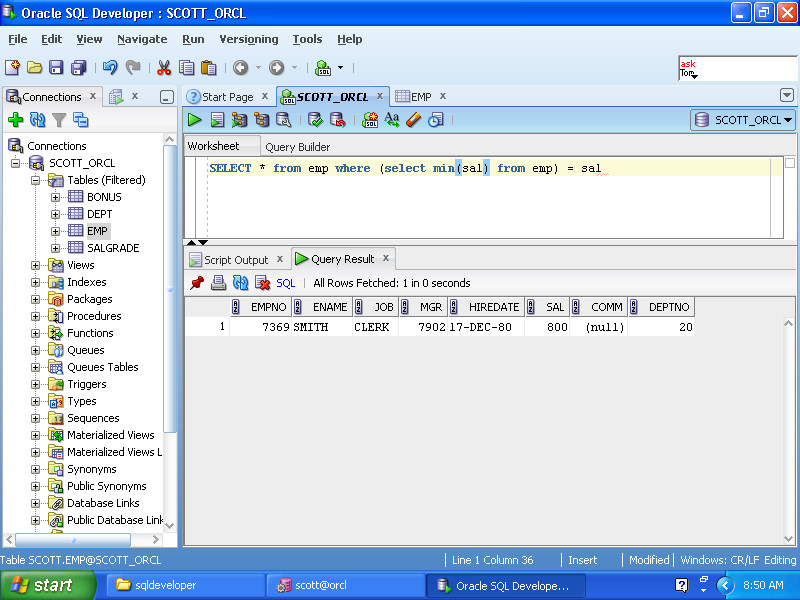 Oracle SQL Developer : SCOTT_ORCL
File Edit View Navigate Run Versioning Tools Help
ask
Tom
Connections
Start Page
SCOTT_ORCL
EMP
SCOTT_ORCL
Worksheet
Query Builder
SELECT * from emp where (select min(sal) from emp) = sal
Connections
SCOTT_ORCL
Tables (Filtered)
BONUS
DEPT
EMP
SALGRADE
Views
Indexes
Packages
Procedures
Functions
Queues
Queues Tables
Triggers
Types
Sequences
Materialized Views
Materialized Views L
Synonyms
Public Synonyms
Database Links
Public Database Link
Script Output
Query Result
SQL | All Rows Fetched: 1 in 0 seconds
EMPNO ENAME JOB MGR HIREDATE SAL COMM DEPTNO
1 7369 SMITH CLERK 7902 17-DEC-80 800 (null) 20
Table SCOTT.EMP@SCOTT_ORCL
Line 1 Column 36 Insert Modified Windows: CR/LF Editing
start sqldeveloper scott@orcl Oracle SQL Develope... 8:50 AM